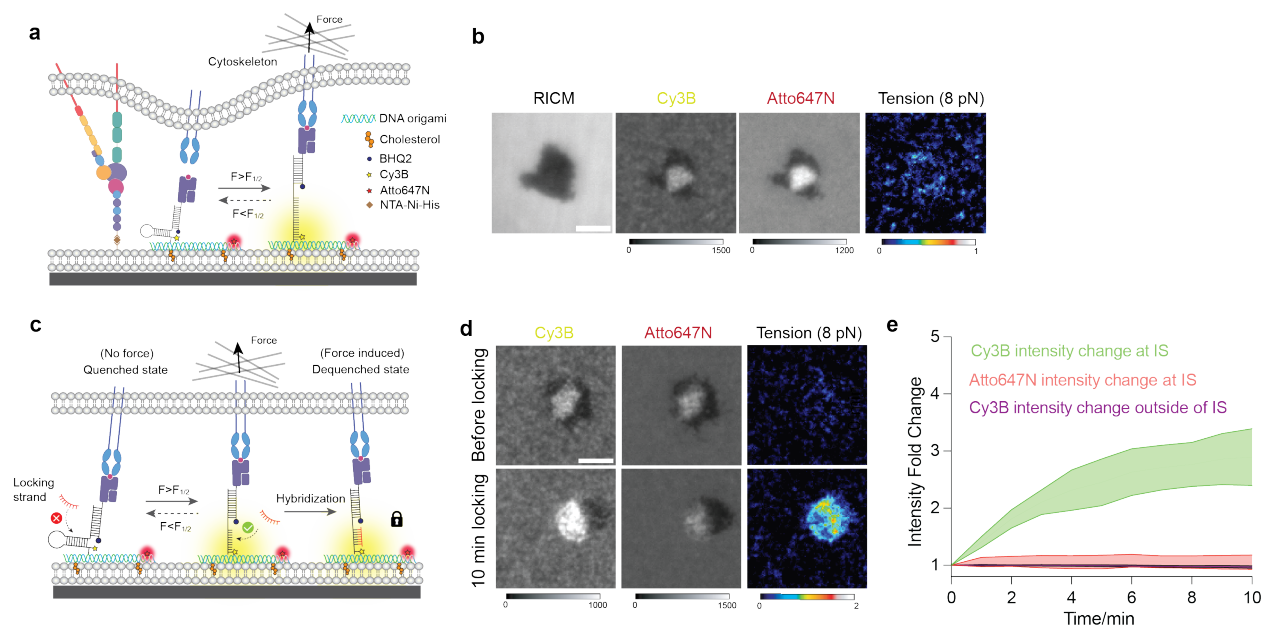 a
Force
Cytoskeleton
DNA origami
Cholesterol
BHQ2
Cy3B
Atto647N
NTA-Ni-His
F>F1/2
F<F1/2
b
RICM
Cy3B
Atto647N
Tension (8 pN)
0 1500
0 1200
0 1
c
(No force)
Quenched state
Force
(Force induced)
Dequenched state
Locking
strand
F>F1/2
F<F1/2
Hybridization
d
Cy3B
Atto647N
Tension (8 pN)
Before locking
10 min locking
0 1000
0 1500
0 2
e
Intensity Fold Change
5
4
3
2
1
Cy3B intensity change at IS
Atto647N intensity change at IS
Cy3B intensity change outside of IS
0 2 4 6 8 10
Time/min